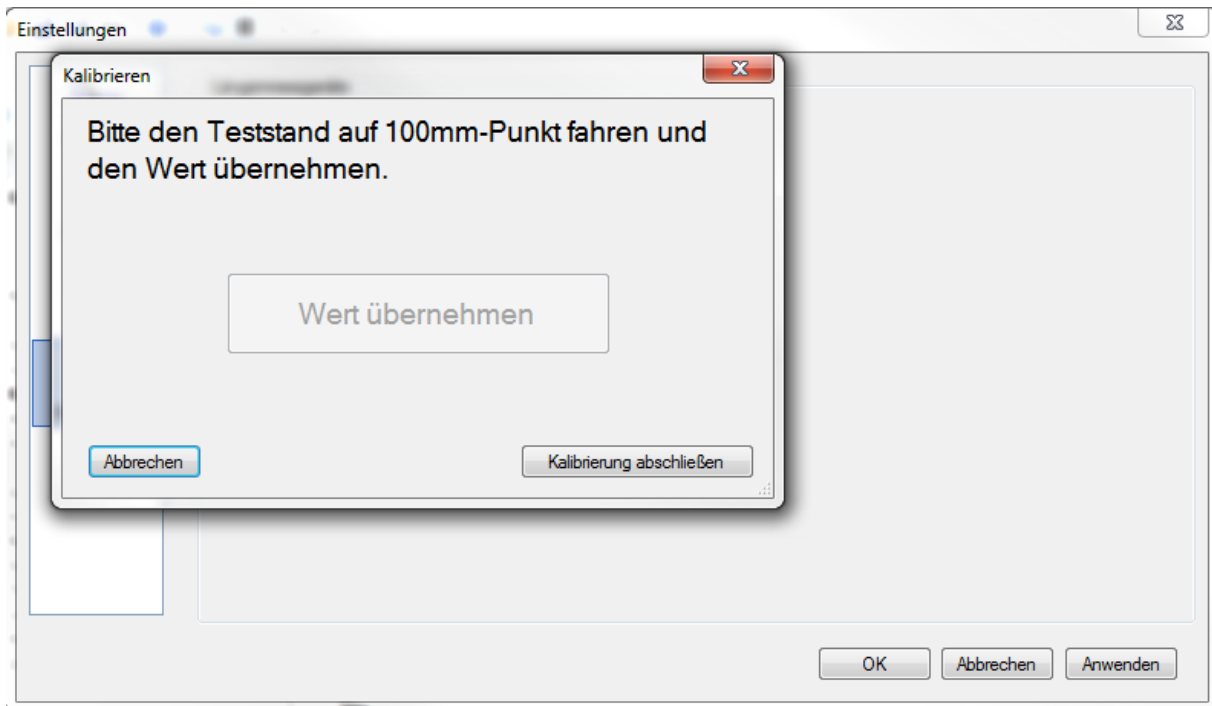 Einstellungen
Kalibrieren
Bitte den Teststand auf 100mm-Punkt fahren und
den Wert übernehmen.
Wert übernehmen
Abbrechen
Kalibrierung abschließen
OK
Abbrechen
Anwenden